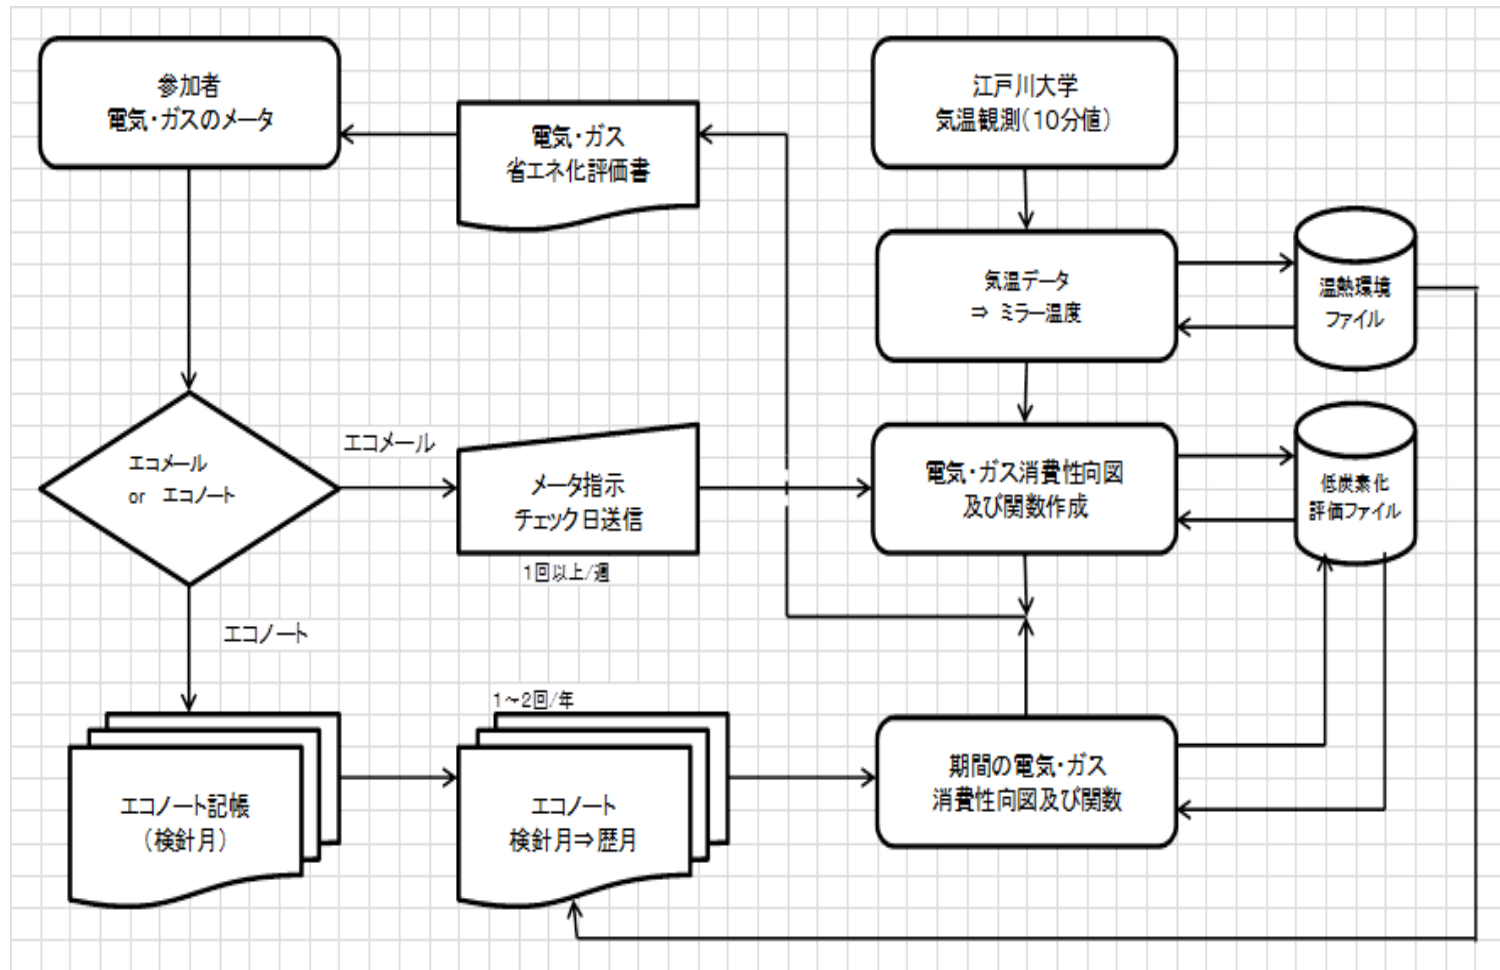 参加者
電気・ガスのメータ
電気・ガス
省エネ化評価書
江戸川大学
気温観測(10分値)
気温データ
⇒ ミラー温度
温熱環境
ファイル
エコメール
or エコノート
エコメール
メータ指示
チェック日送信
1回以上/週
電気・ガス消費性向図
及び関数作成
低炭素化
評価ファイル
エコノート
エコノート記帳
(検針月)
1~2回/年
エコノート
検針月⇒歴月
期間の電気・ガス
消費性向図及び関数